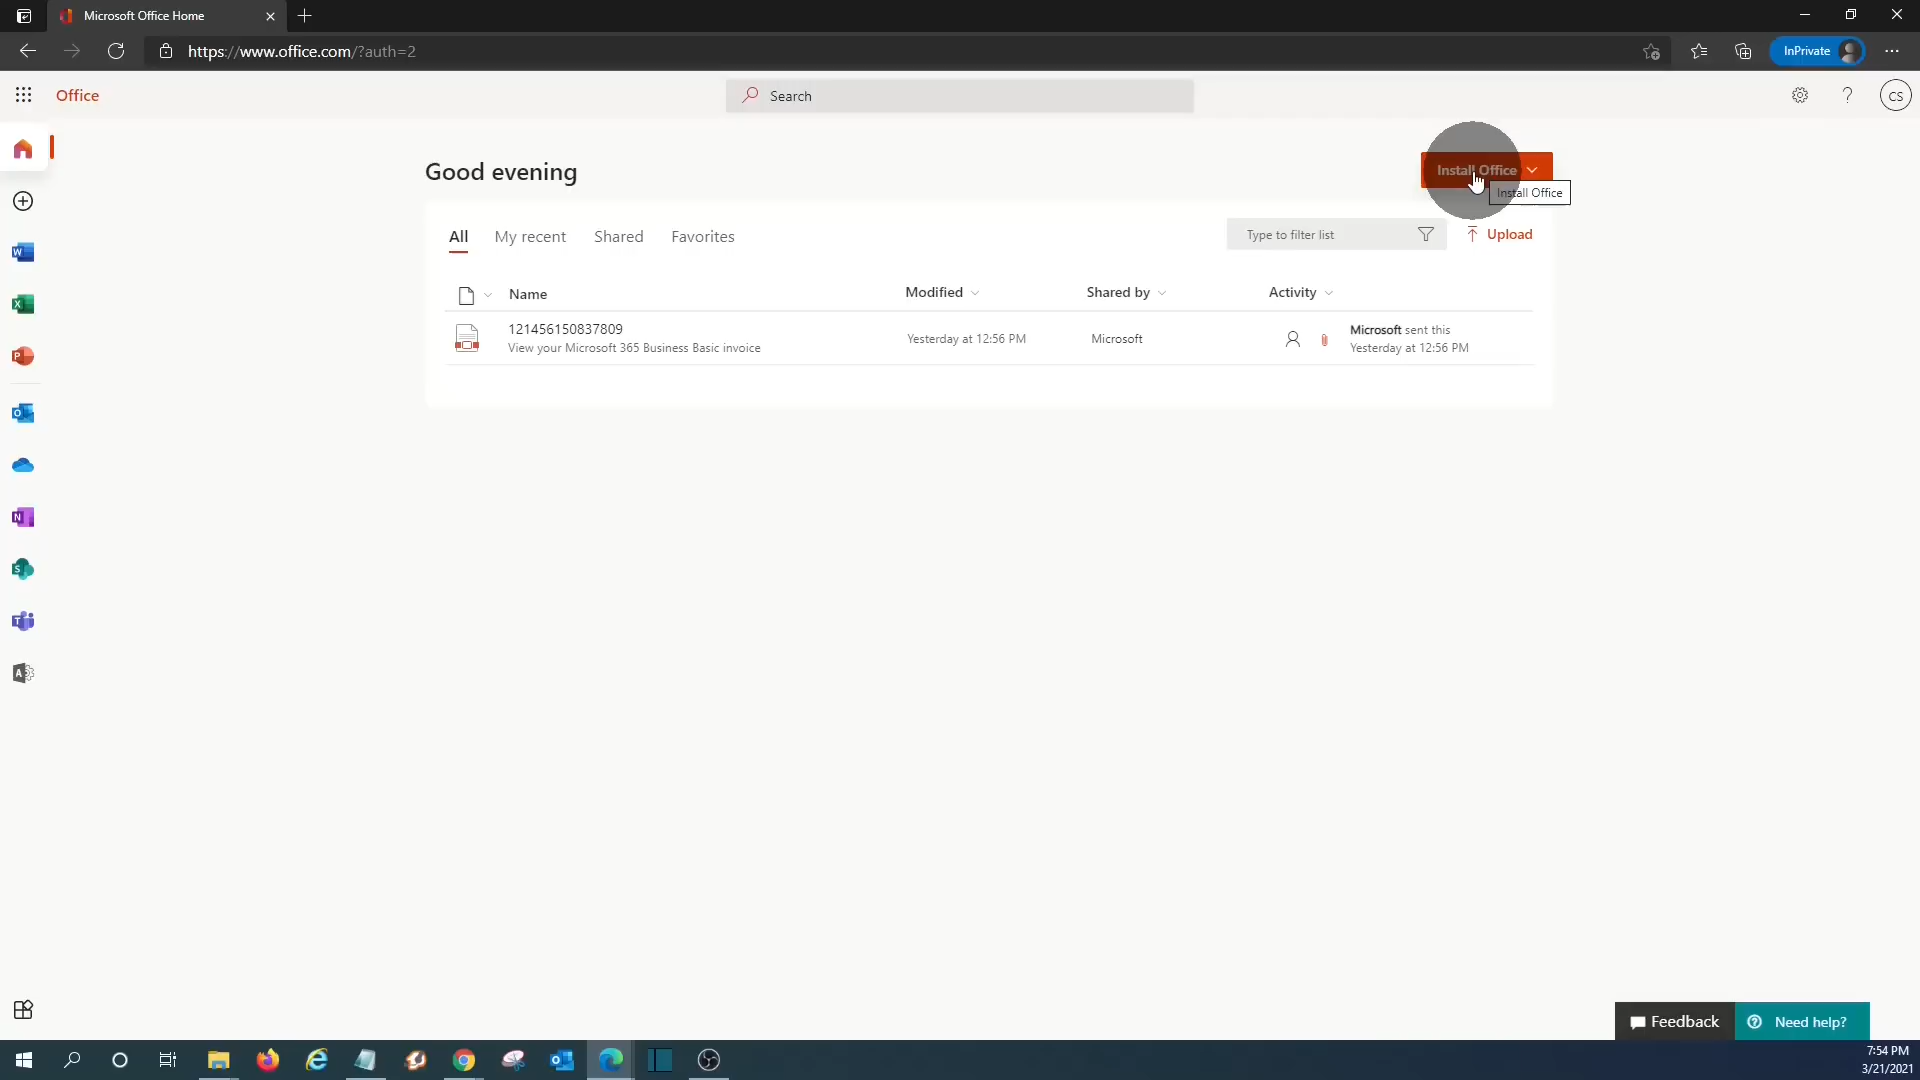 Microsoft Office Home
https://www.office.com/?auth=2
InPrivate
Office
Search
CS
Good evening
Install Office
Install Office
All My recent Shared Favorites
Type to filter list
Upload
Name Modified Shared by Activity
121456150837809
View your Microsoft 365 Business Basic invoice
Yesterday at 12:56 PM
Microsoft
Microsoft sent this
Yesterday at 12:56 PM
Feedback
Need help?
7:54 PM
3/21/2021